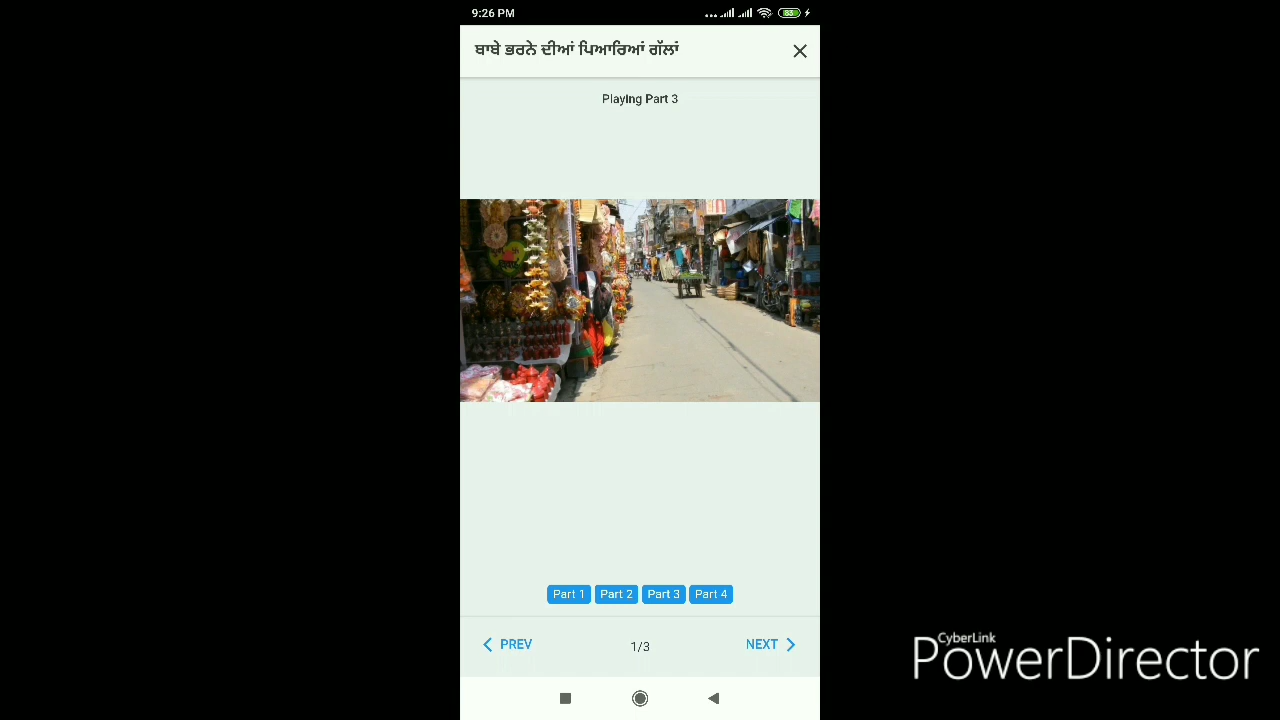 9:26 PM
83
ਬਾਬੇ ਭਰਨੇ ਦੀਆਂ ਪਿਆਰਿਆਂ ਗੱਲਾਂ
Playing Part 3
Part 1 Part 2 Part 3 Part 4
PREV 1/3 NEXT
CyberLink
PowerDirector